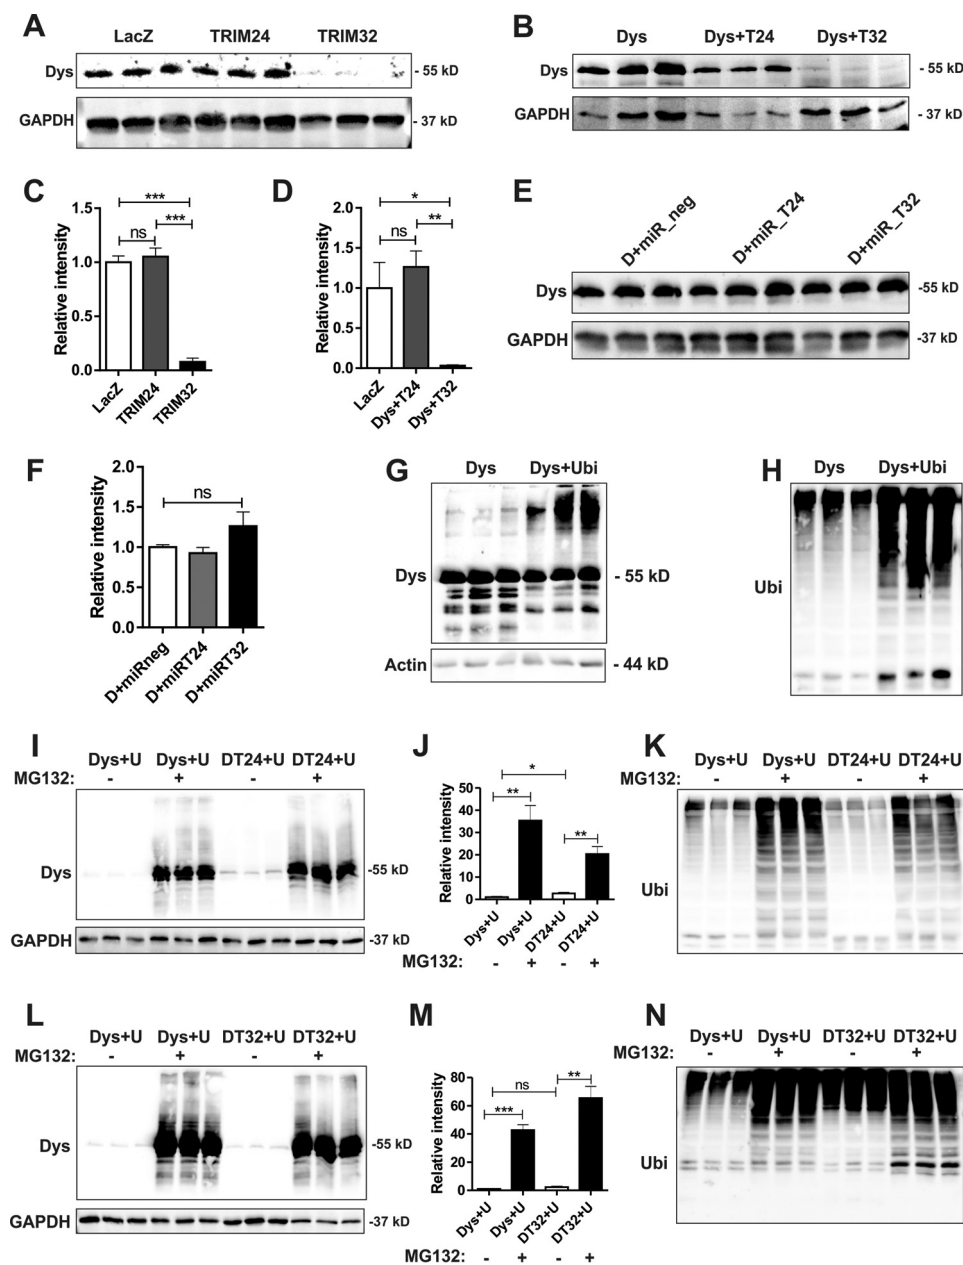 A
LacZ TRIM24 TRIM32
Dys - 55 kD
GAPDH - 37 kD
B
Dys Dys+T24 Dys+T32
Dys - 55 kD
GAPDH - 37 kD
C
*** 
ns ***
Relative intensity
1.5
1.0
0.5
0.0
LacZ TRIM24 TRIM32
D
*
ns **
Relative intensity
2.0
1.5
1.0
0.5
0.0
LacZ Dys+T24 Dys+T32
E
D+miR_neg D+miR_T24 D+miR_T32
Dys -55 kD
GAPDH -37 kD
F
ns
Relative intensity
2.0
1.5
1.0
0.5
0.0
D+miRneg D+miRT24 D+miRT32
G
Dys Dys+Ubi
Dys - 55 kD
Actin - 44 kD
H
Dys Dys+Ubi
Ubi
I
Dys+U Dys+U DT24+U DT24+U
MG132: - + - +
Dys -55 kD
GAPDH -37 kD
J
*
** **
Relative intensity
50
40
30
20
10
0
Dys+U Dys+U DT24+U DT24+U
MG132: - + - +
K
Dys+U Dys+U DT24+U DT24+U
MG132: - + - +
Ubi
L
Dys+U Dys+U DT32+U DT32+U
MG132: - + - +
Dys -55 kD
GAPDH -37 kD
M
ns **
***
Relative intensity
80
60
40
20
0
Dys+U Dys+U DT32+U DT32+U
MG132: - + - +
N
Dys+U Dys+U DT32+U DT32+U
MG132: - + - +
Ubi